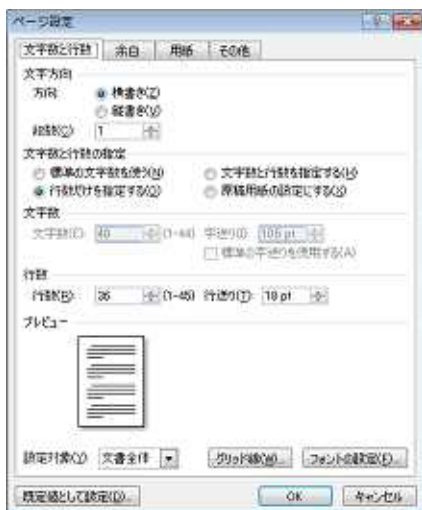 ページ設定
文字数と行数 余白 用紙 その他
文字方向
方向 横書き(Z)
縦書き(V)
段数(C) 1
文字数と行数の指定
標準の文字数を使う(N) 文字数と行数を指定する(H)
行数だけを指定する(O) 原稿用紙の設定にする(X)
文字数
文字数(E): 40 (1-44) 字送り(I): 10.5 pt
標準の字送りを使用する(A)
行数
行数(R): 36 (1-45) 行送り(T): 18 pt
プレビュー
設定対象(Y): 文書全体 グリッド線(W)... フォントの設定(F)...
既定値として設定(D)... OK キャンセル